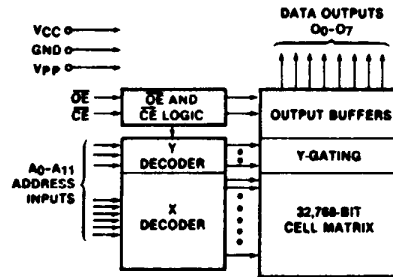 DATA OUTPUTS
O0-O7
VCC
GND
VPP
OE
CE
OE AND
CE LOGIC
OUTPUT BUFFERS
Y
DECODER
Y-GATING
A0-A11
ADDRESS
INPUTS
X
DECODER
32,768-BIT
CELL MATRIX